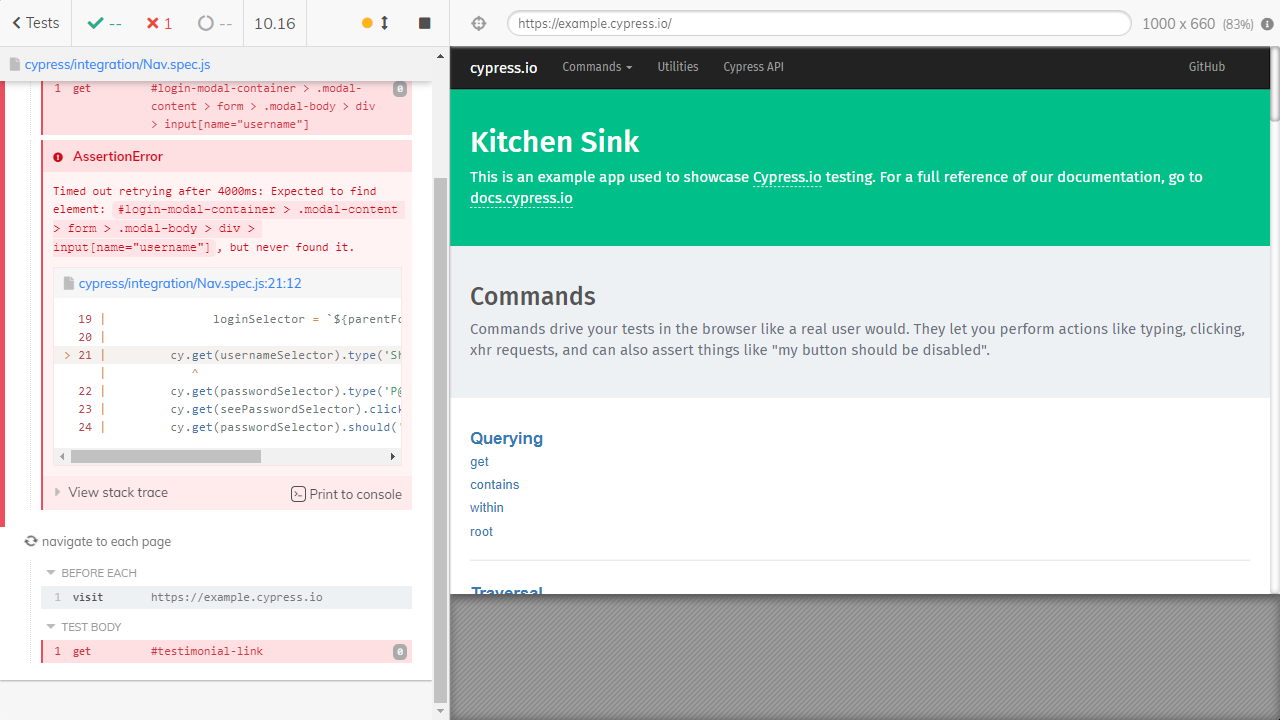 Tests
--
1
--
10.16
https://example.cypress.io/
1000 x 660 (83%)
cypress/integration/Nav.spec.js
1 get #login-modal-container > .modal-
content > form > .modal-body > div
> input[name="username"]
0
AssertionError
Timed out retrying after 4000ms: Expected to find
element: #login-modal-container > .modal-content
> form > .modal-body > div >
input[name="username"] , but never found it.
cypress/integration/Nav.spec.js:21:12
19 | loginSelector = `${parentFo
20 |
> 21 | cy.get(usernameSelector).type('Sh
| ^
22 | cy.get(passwordSelector).type('P@
23 | cy.get(seePasswordSelector).click
24 | cy.get(passwordSelector).should('
View stack trace
Print to console
navigate to each page
BEFORE EACH
1 visit https://example.cypress.io
TEST BODY
1 get #testimonial-link 0
cypress.io
Commands
Utilities
Cypress API
GitHub
Kitchen Sink
This is an example app used to showcase Cypress.io testing. For a full reference of our documentation, go to
docs.cypress.io
Commands
Commands drive your tests in the browser like a real user would. They let you perform actions like typing, clicking,
xhr requests, and can also assert things like "my button should be disabled".
Querying
get
contains
within
root
Traversal